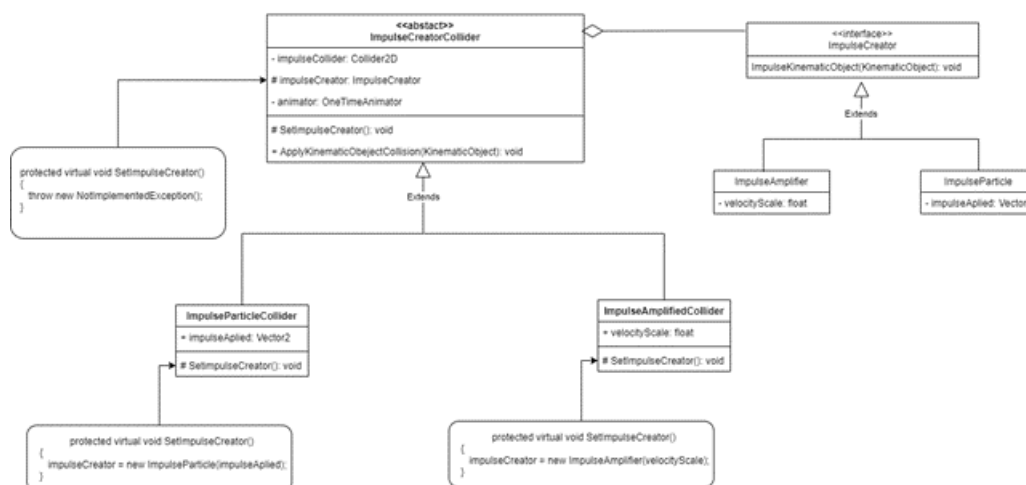 <<abstact>>
ImpulseCreatorCollider
- impulseCollider: Collider2D
# impulseCreator: ImpulseCreator
- animator: OneTimeAnimator
# SetImpulseCreator(): void
+ ApplyKinematicObejectCollision(KinematicObject): void
<<interface>>
ImpulseCreator
ImpulseKinematicObject(KinematicObject): void
Extends
ImpulseAmplifier
- velocityScale: float
ImpulseParticle
- impulseAplied: Vector
protected virtual void SetImpulseCreator()
{
throw new NotImplementedException();
}
Extends
ImpulseParticleCollider
+ impulseAplied: Vector2
# SetImpulseCreator(): void
ImpulseAmplifiedCollider
+ velocityScale: float
# SetImpulseCreator(): void
protected virtual void SetImpulseCreator()
{
impulseCreator = new ImpulseParticle(impulseAplied);
}
protected virtual void SetImpulseCreator()
{
impulseCreator = new ImpulseAmplifier(velocityScale);
}